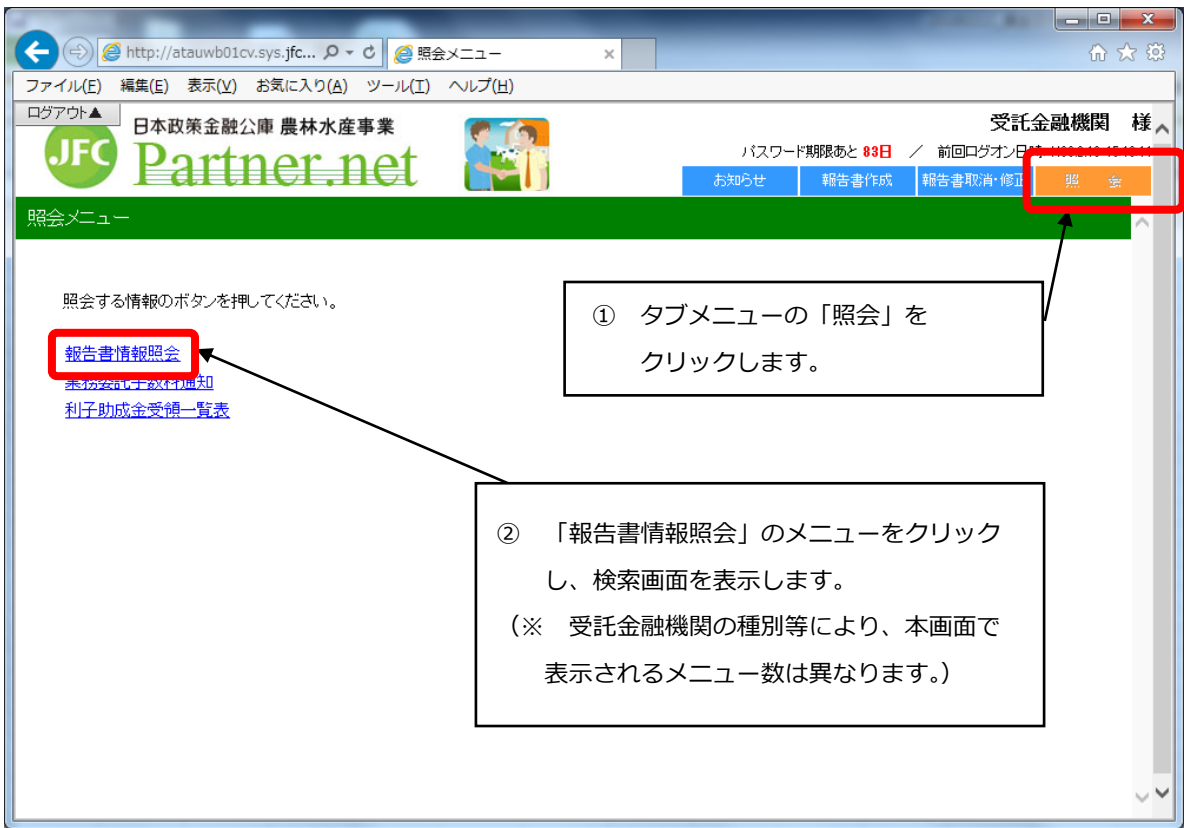 http://atauwb01cv.sys.jfc...
照会メニュー
ファイル(F) 編集(E) 表示(V) お気に入り(A) ツール(T) ヘルプ(H)
ログアウト▲
JFC
日本政策金融公庫 農林水産事業
Partner.net
受託金融機関 様
パスワード期限あと 83日 / 前回ログオン日時
お知らせ 報告書作成 報告書取消・修正 照 会
照会メニュー
照会する情報のボタンを押してください。
報告書情報照会
業務委託手数料通知
利子助成金受領一覧表
① タブメニューの「照会」を
クリックします。
② 「報告書情報照会」のメニューをクリック
し、検索画面を表示します。
(※ 受託金融機関の種別等により、本画面で
表示されるメニュー数は異なります。)